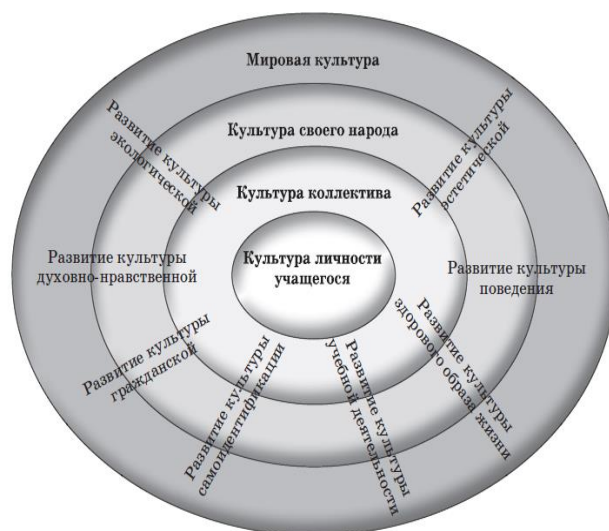 Мировая культура
Культура своего народа
Культура коллектива
Культура личности
учащегося
Развитие культуры
экологической
Развитие культуры
эстетической
Развитие культуры
духовно-нравственной
Развитие культуры
поведения
Развитие культуры
гражданской
Развитие культуры
самоидентификации
Развитие культуры
учебной деятельности
Развитие культуры
здорового образа жизни